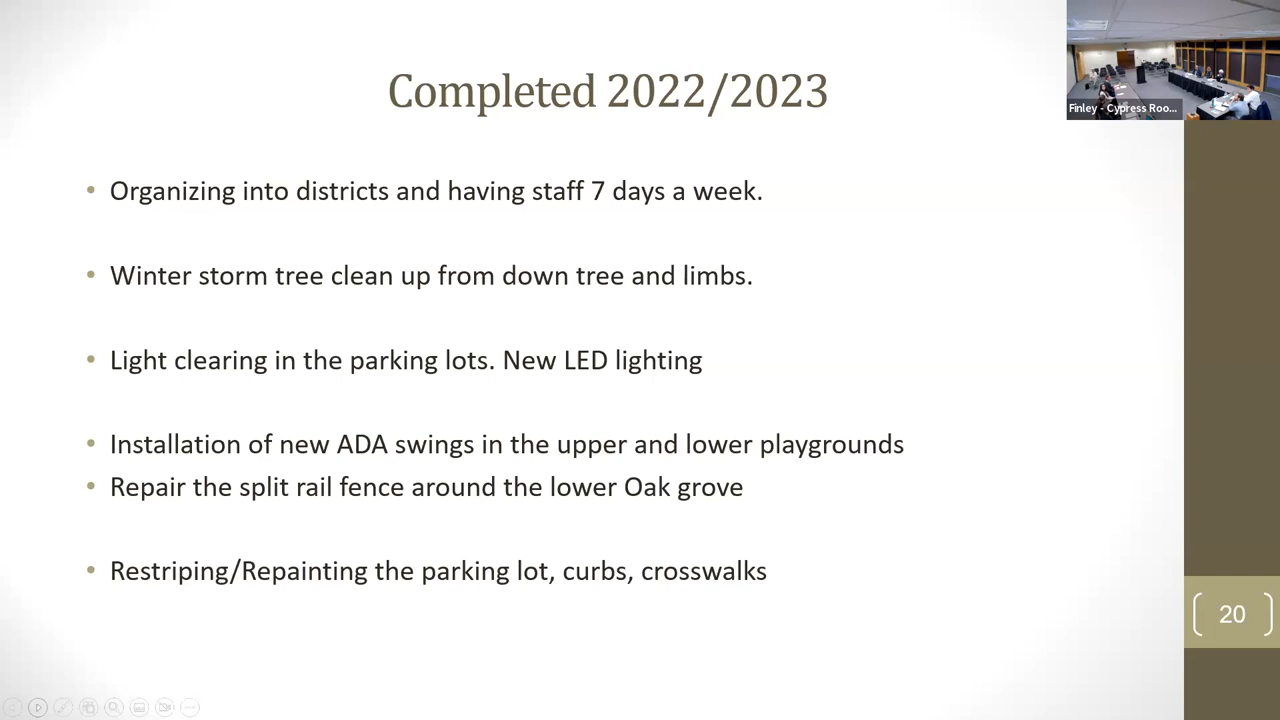 Completed 2022/2023
Finley - Cypress Roo...
• Organizing into districts and having staff 7 days a week.
• Winter storm tree clean up from down tree and limbs.
• Light clearing in the parking lots. New LED lighting
• Installation of new ADA swings in the upper and lower playgrounds
• Repair the split rail fence around the lower Oak grove
• Restriping/Repainting the parking lot, curbs, crosswalks
20